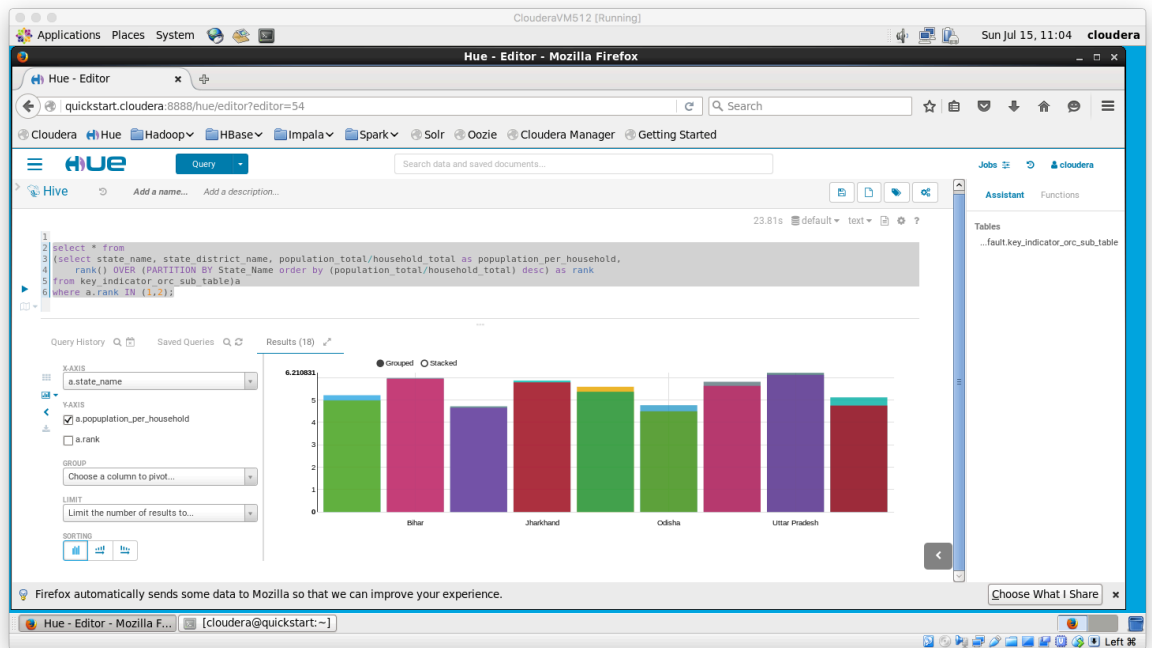 ClouderaVM512 [Running]
Applications Places System Sun Jul 15, 11:04 cloudera
Hue - Editor - Mozilla Firefox
Hue - Editor
quickstart.cloudera:8888/hue/editor?editor=54 Search
Cloudera Hue Hadoop HBase Impala Spark Solr Oozie Cloudera Manager Getting Started
HUE Query Search data and saved documents... Jobs cloudera
Hive Add a name... Add a description... Assistant Functions
23.81s default text ?
Tables
...fault.key_indicator_orc_sub_table
1
2 select * from
3 (select state_name, state_district_name, population_total/household_total as popuplation_per_household,
4 rank() OVER (PARTITION BY State_Name order by (population_total/household_total) desc) as rank
5 from key_indicator_orc_sub_table)a
6 where a.rank IN (1,2);
Query History Saved Queries Results (18)
X-AXIS
a.state_name
Y-AXIS
a.popuplation_per_household
a.rank
GROUP
Choose a column to pivot...
LIMIT
Limit the number of results to...
SORTING
Grouped Stacked
6.210831
5
4
3
2
1
0
Bihar Jharkhand Odisha Uttar Pradesh
Firefox automatically sends some data to Mozilla so that we can improve your experience. Choose What I Share
Hue - Editor - Mozilla F... [cloudera@quickstart:~]
Left ⌘